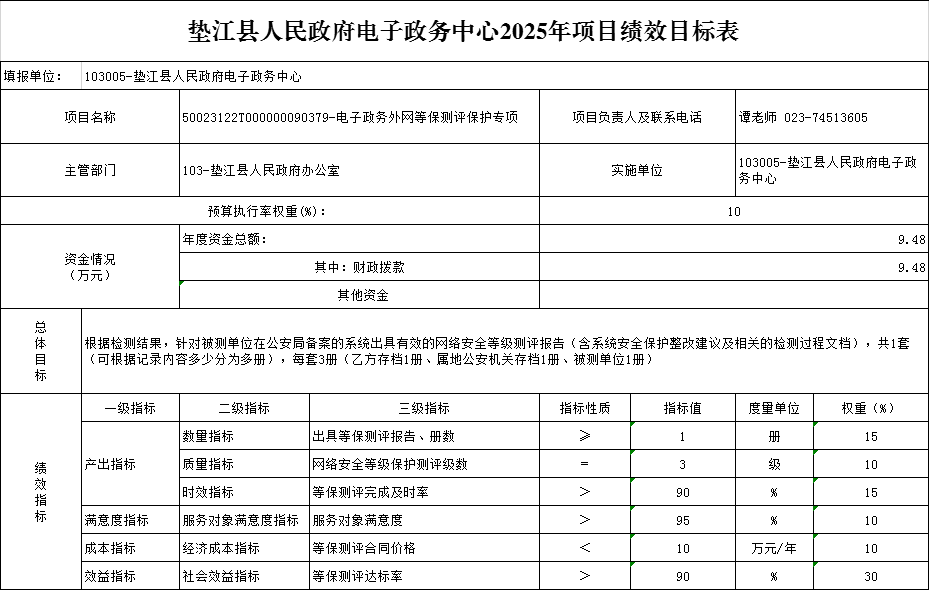 垫江县人民政府电子政务中心2025年项目绩效目标表
填报单位： 103005-垫江县人民政府电子政务中心
项目名称 50023122T000000090379-电子政务外网等保测评保护专项 项目负责人及联系电话 谭老师 023-74513605
主管部门 103-垫江县人民政府办公室 实施单位 103005-垫江县人民政府电子政
务中心
预算执行率权重(%)： 10
资金情况
（万元）
年度资金总额： 9.48
其中：财政拨款 9.48
其他资金
总
体
目
标
根据检测结果，针对被测单位在公安局备案的系统出具有效的网络安全等级测评报告（含系统安全保护整改建议及相关的检测过程文档），共1套
（可根据记录内容多少分为多册），每套3册（乙方存档1册、属地公安机关存档1册、被测单位1册）
绩
效
指
标
一级指标 二级指标 三级指标 指标性质 指标值 度量单位 权重（%）
产出指标
数量指标 出具等保测评报告、册数 ≥ 1 册 15
质量指标 网络安全等级保护测评级数 = 3 级 10
时效指标 等保测评完成及时率 ＞ 90 % 15
满意度指标 服务对象满意度指标 服务对象满意度 ＞ 95 % 10
成本指标 经济成本指标 等保测评合同价格 ＜ 10 万元/年 10
效益指标 社会效益指标 等保测评达标率 ＞ 90 % 30